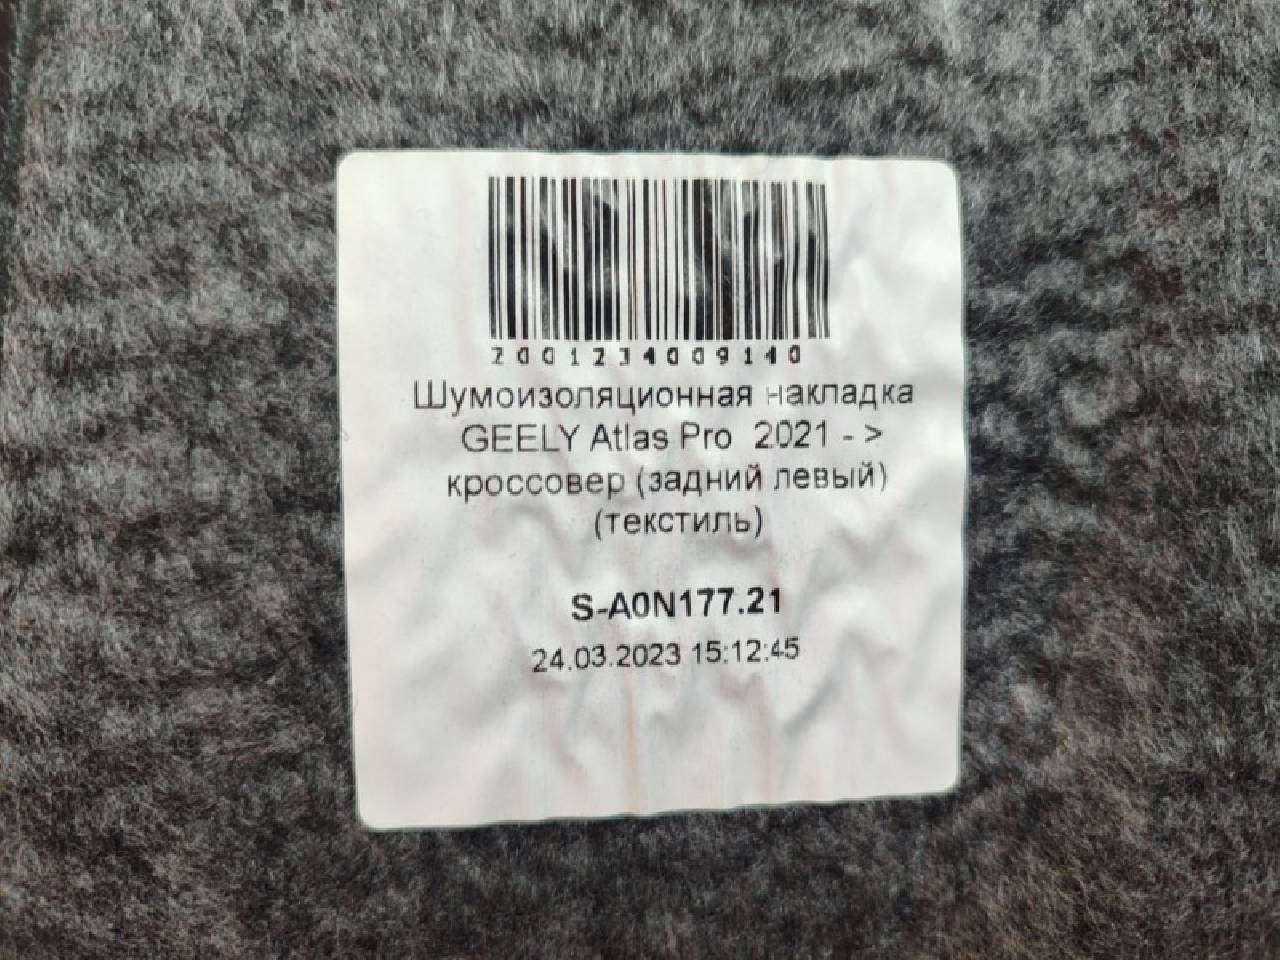 2001234009140
Шумоизоляционная накладка
GEELY Atlas Pro 2021 - >
кроссовер (задний левый)
(текстиль)
S-A0N177.21
24.03.2023 15:12:45